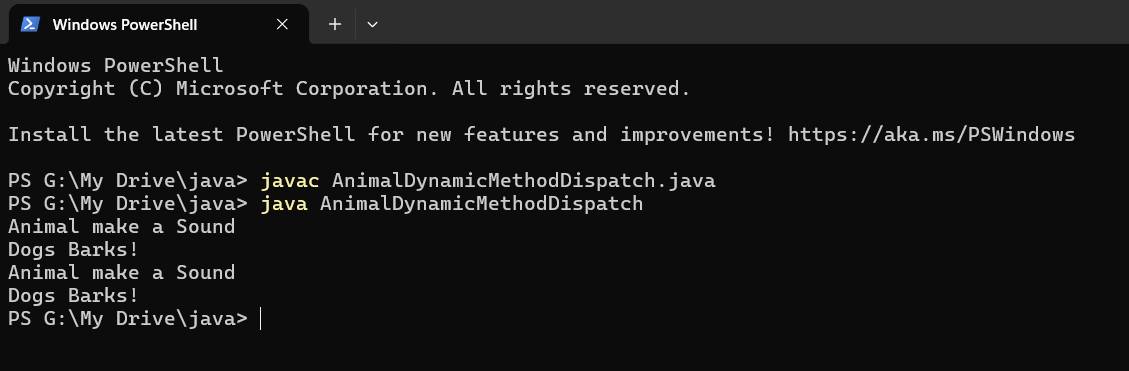 Windows PowerShell
Windows PowerShell
Copyright (C) Microsoft Corporation. All rights reserved.
Install the latest PowerShell for new features and improvements! https://aka.ms/PSWindows
PS G:\My Drive\java> javac AnimalDynamicMethodDispatch.java
PS G:\My Drive\java> java AnimalDynamicMethodDispatch
Animal make a Sound
Dogs Barks!
Animal make a Sound
Dogs Barks!
PS G:\My Drive\java>